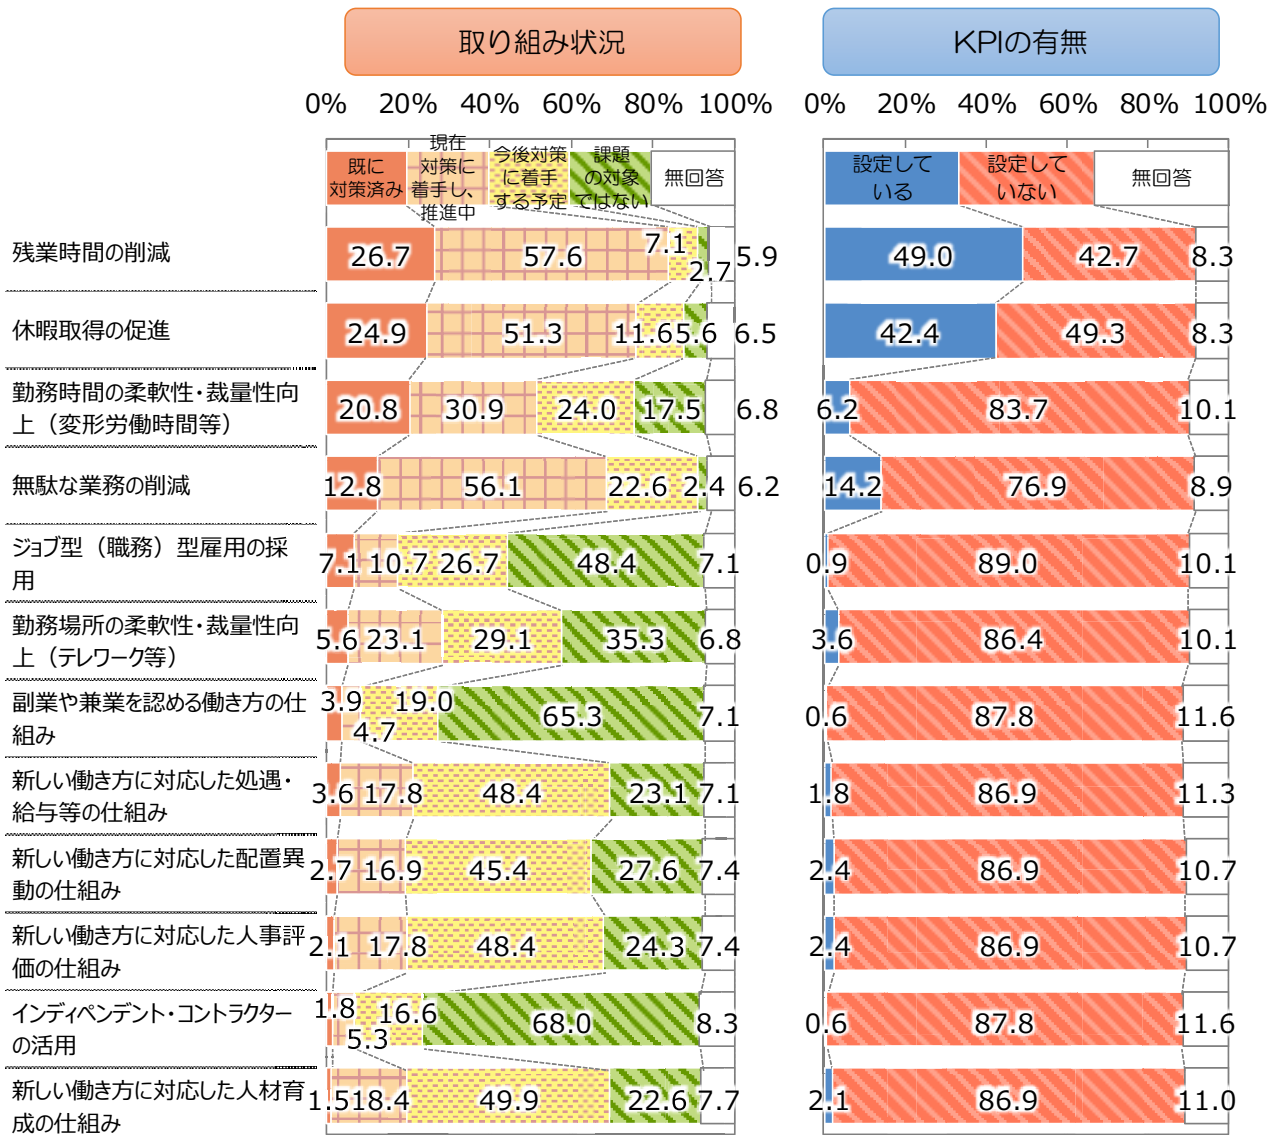 取り組み状況
KPIの有無
0% 20% 40% 60% 80% 100%
0% 20% 40% 60% 80% 100%
既に
対策済み
現在
対策に
着手し、
推進中
今後対策
に着手
する予定
課題
の対象
ではない
無回答
設定して
いる
設定して
いない
無回答
残業時間の削減
26.7 57.6 7.1 2.7 5.9
49.0 42.7 8.3
休暇取得の促進
24.9 51.3 11.6 5.6 6.5
42.4 49.3 8.3
勤務時間の柔軟性・裁量性向
上（変形労働時間等）
20.8 30.9 24.0 17.5 6.8
6.2 83.7 10.1
無駄な業務の削減
12.8 56.1 22.6 2.4 6.2
14.2 76.9 8.9
ジョブ型（職務）型雇用の採
用
7.1 10.7 26.7 48.4 7.1
0.9 89.0 10.1
勤務場所の柔軟性・裁量性向
上（テレワーク等）
5.6 23.1 29.1 35.3 6.8
3.6 86.4 10.1
副業や兼業を認める働き方の仕
組み
3.9 4.7 19.0 65.3 7.1
0.6 87.8 11.6
新しい働き方に対応した処遇・
給与等の仕組み
3.6 17.8 48.4 23.1 7.1
1.8 86.9 11.3
新しい働き方に対応した配置異
動の仕組み
2.7 16.9 45.4 27.6 7.4
2.4 86.9 10.7
新しい働き方に対応した人事評
価の仕組み
2.1 17.8 48.4 24.3 7.4
2.4 86.9 10.7
インディペンデント・コントラクター
の活用
1.8 5.3 16.6 68.0 8.3
0.6 87.8 11.6
新しい働き方に対応した人材育
成の仕組み
1.5 18.4 49.9 22.6 7.7
2.1 86.9 11.0